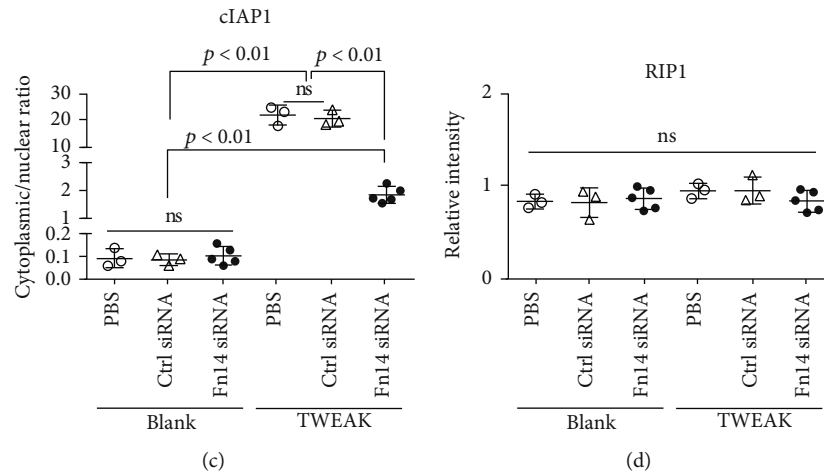 cIAP1
p < 0.01
p < 0.01
ns
p < 0.01
ns
Cytoplasmic/nuclear ratio
30
20
10
2
1
0.2
0.1
0.0
PBS
Ctrl siRNA
Fn14 siRNA
PBS
Ctrl siRNA
Fn14 siRNA
Blank
TWEAK
(c)
RIP1
ns
Relative intensity
2
1
0
PBS
Ctrl siRNA
Fn14 siRNA
PBS
Ctrl siRNA
Fn14 siRNA
Blank
TWEAK
(d)